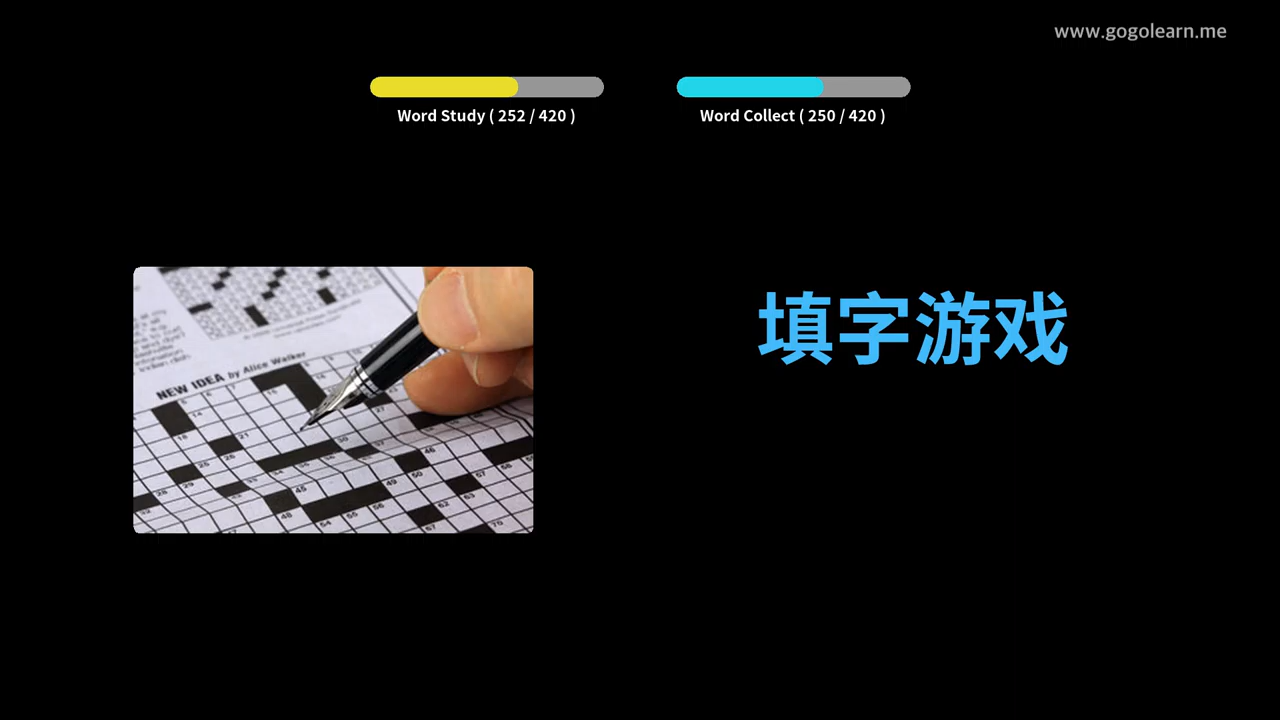 www.gogolearn.me
Word Study ( 252 / 420 )
Word Collect ( 250 / 420 )
填字游戏
NEW IDEA by Alice Walker